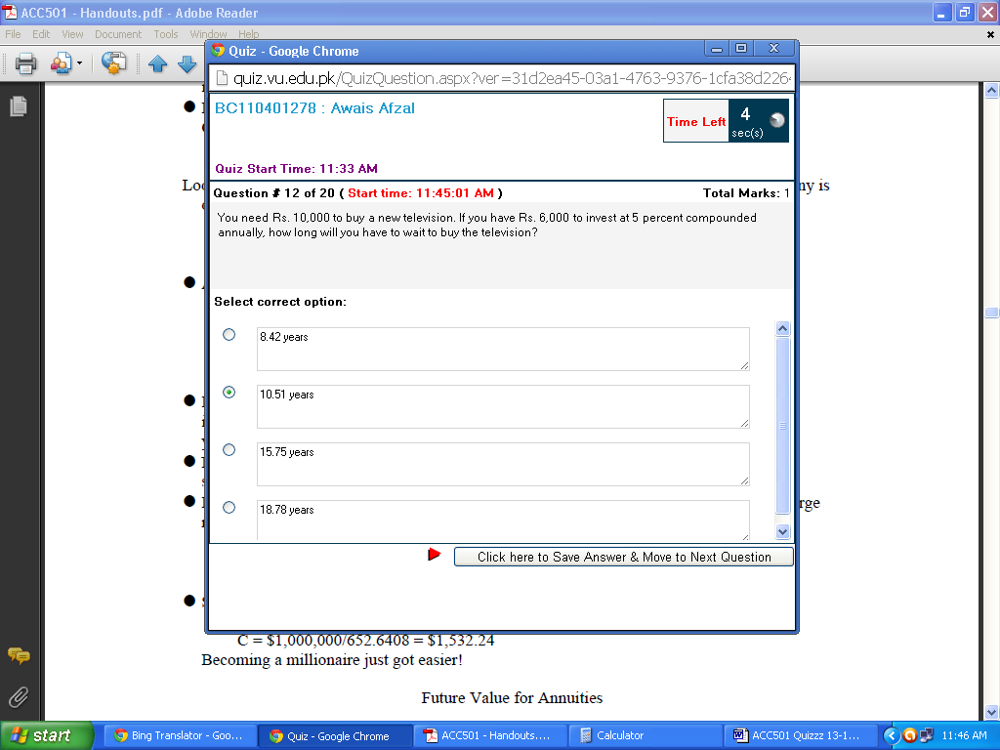 ACC501 - Handouts.pdf - Adobe Reader
File Edit View Document Tools Window Help
Quiz - Google Chrome
quiz.vu.edu.pk/QuizQuestion.aspx?ver=31d2ea45-03a1-4763-9376-1cfa38d226
BC110401278 : Awais Afzal
Time Left 4 sec(s)
Quiz Start Time: 11:33 AM
Question # 12 of 20 ( Start time: 11:45:01 AM )
Total Marks: 1
ny is
You need Rs. 10,000 to buy a new television. If you have Rs. 6,000 to invest at 5 percent compounded
annually, how long will you have to wait to buy the television?
Select correct option:
8.42 years
10.51 years
15.75 years
18.78 years
rge
Click here to Save Answer & Move to Next Question
C = $1,000,000/652.6408 = $1,532.24
Becoming a millionaire just got easier!
Future Value for Annuities
start
Bing Translator - Goo...
Quiz - Google Chrome
ACC501 - Handouts....
Calculator
ACC501 Quizzz 13-1...
11:46 AM